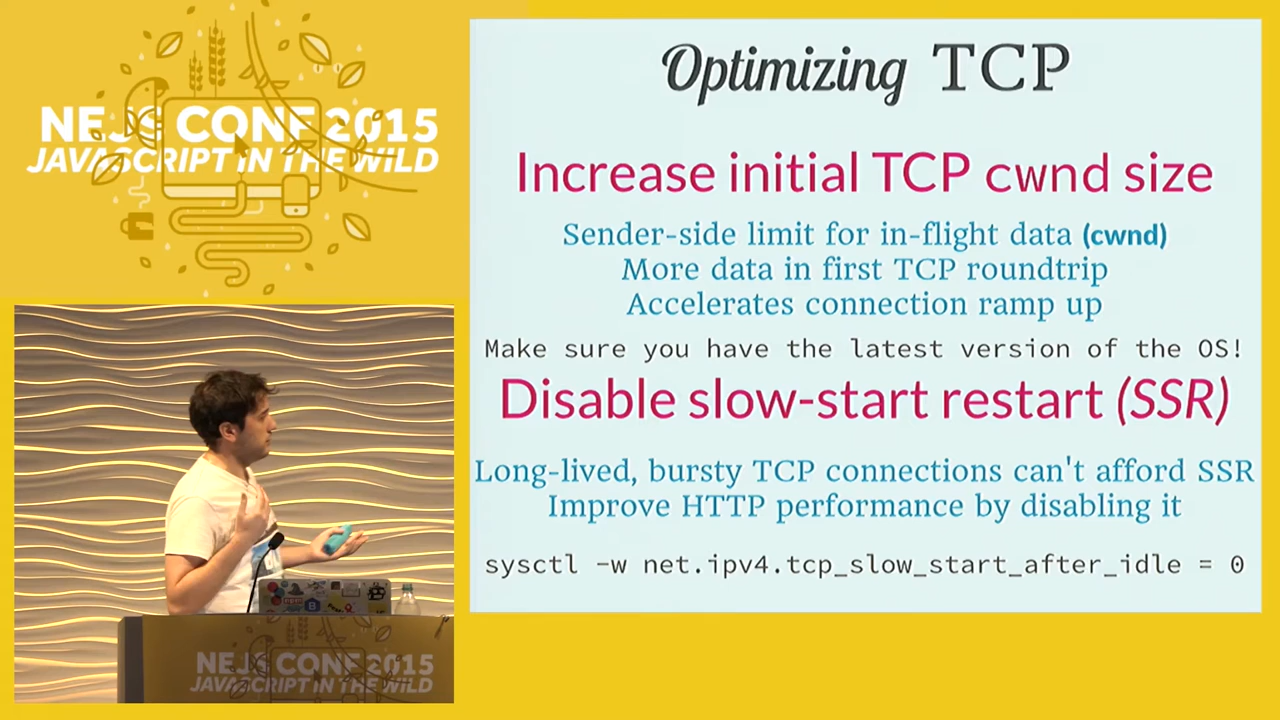 NEJS CONF 2015
JAVASCRIPT IN THE WILD
Optimizing TCP
Increase initial TCP cwnd size
Sender-side limit for in-flight data (cwnd)
More data in first TCP roundtrip
Accelerates connection ramp up
Make sure you have the latest version of the OS!
Disable slow-start restart (SSR)
Long-lived, bursty TCP connections can't afford SSR
Improve HTTP performance by disabling it
sysctl -w net.ipv4.tcp_slow_start_after_idle = 0
NEJS CONF 2015
JAVASCRIPT IN THE WILD